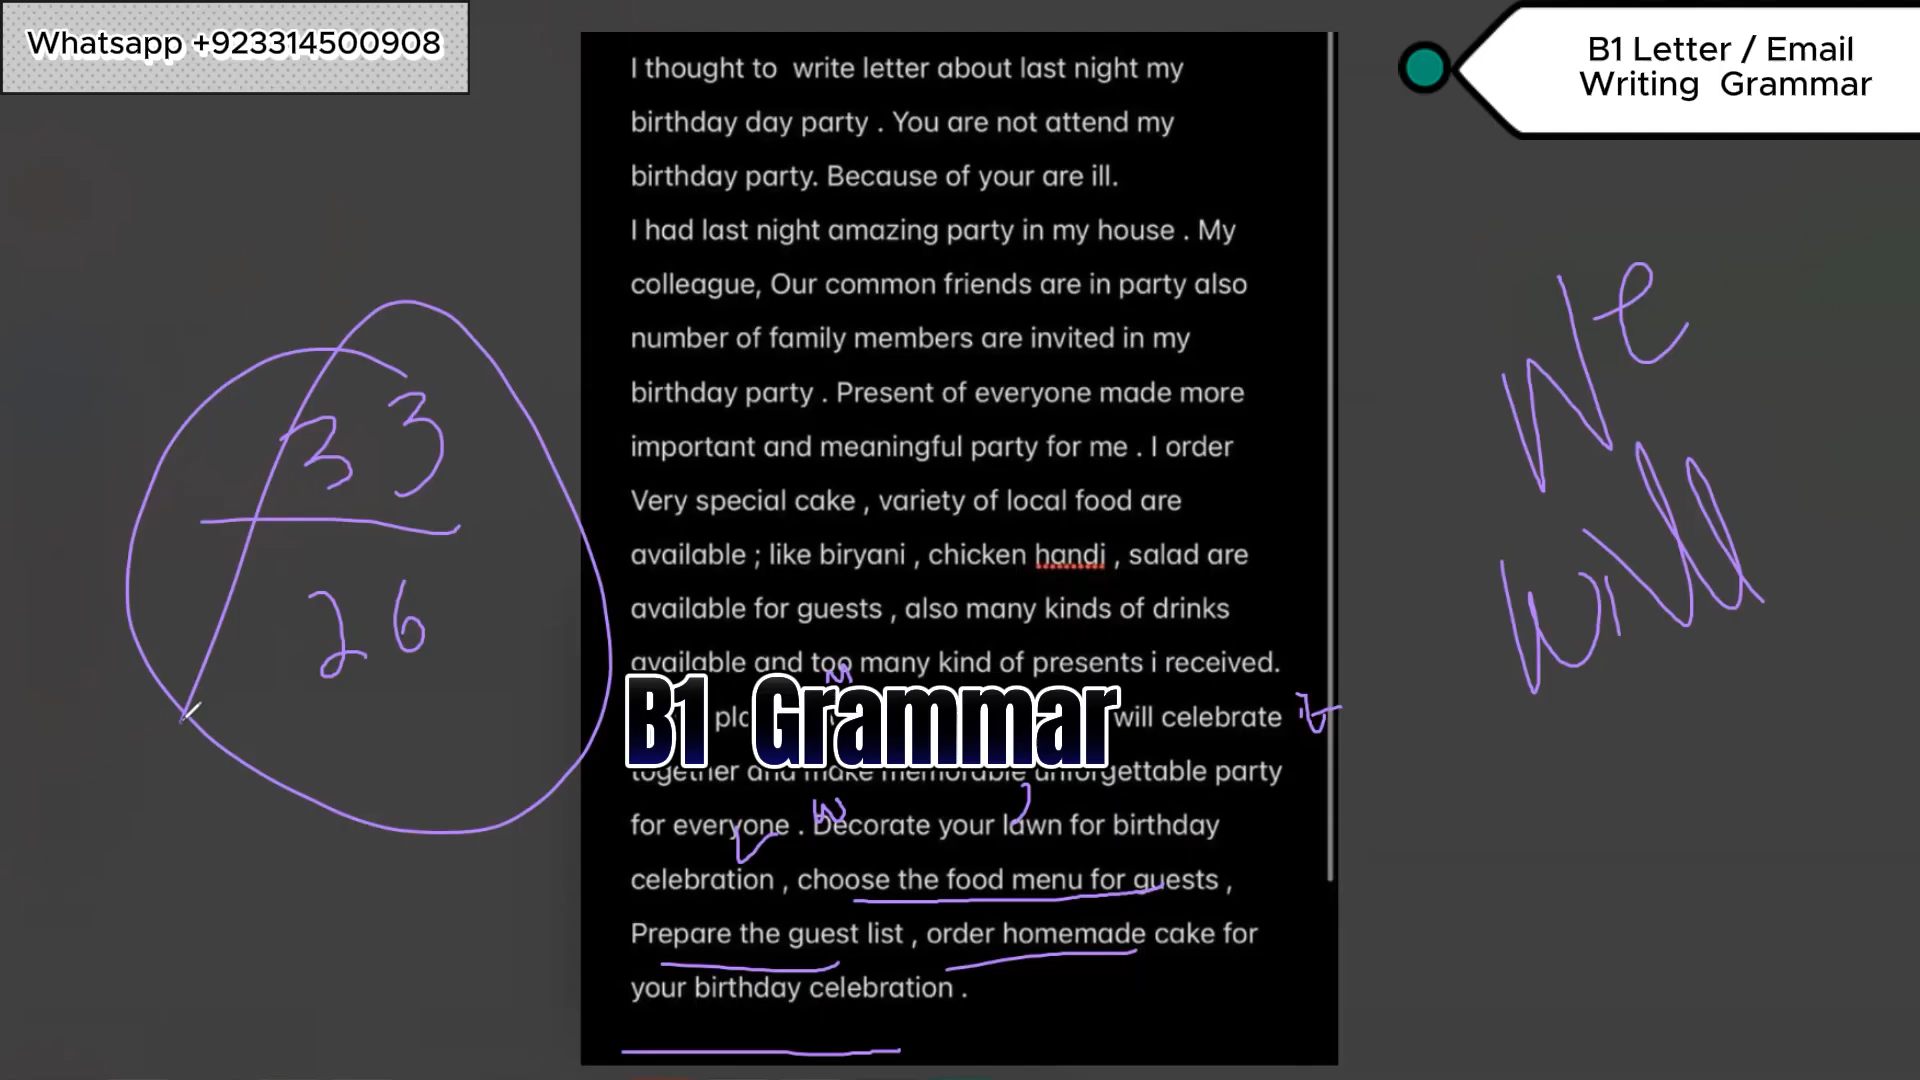 Whatsapp +923314500908
B1 Letter / Email
Writing Grammar
I thought to write letter about last night my
birthday day party . You are not attend my
birthday party. Because of your are ill.
I had last night amazing party in my house . My
colleague, Our common friends are in party also
number of family members are invited in my
birthday party . Present of everyone made more
important and meaningful party for me . I order
Very special cake , variety of local food are
available ; like biryani , chicken handi , salad are
available for guests , also many kinds of drinks
available and too many kind of presents i received.
will celebrate
together and make memorable unforgettable party
for everyone . Decorate your lawn for birthday
celebration , choose the food menu for guests ,
Prepare the guest list , order homemade cake for
your birthday celebration .
B1 Grammar
33
26
We
will